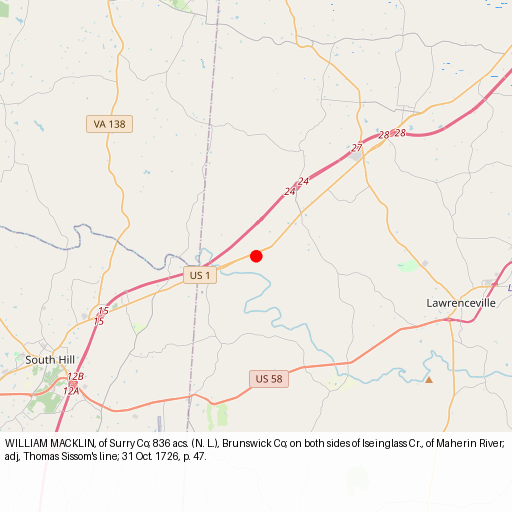 VA 138
28
28
27
24
24
US 1
15
15
Lawrenceville
L
South Hill
12B
12A
US 58
WILLIAM MACKLIN, of Surry Co; 836 acs. (N. L.), Brunswick Co; on both sides of Iseinglass Cr., of Maherin River;
adj, Thomas Sissom's line; 31 Oct. 1726, p. 47.